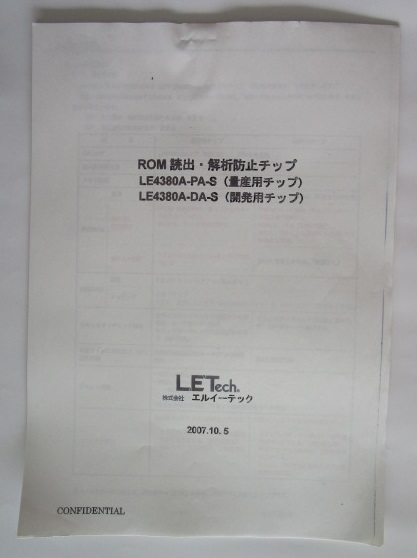 ROM 読出・解析防止チップ
LE4380A-PA-S（量産用チップ）
LE4380A-DA-S（開発用チップ）
LETech®
株式会社 エルイーテック
2007.10.5
CONFIDENTIAL